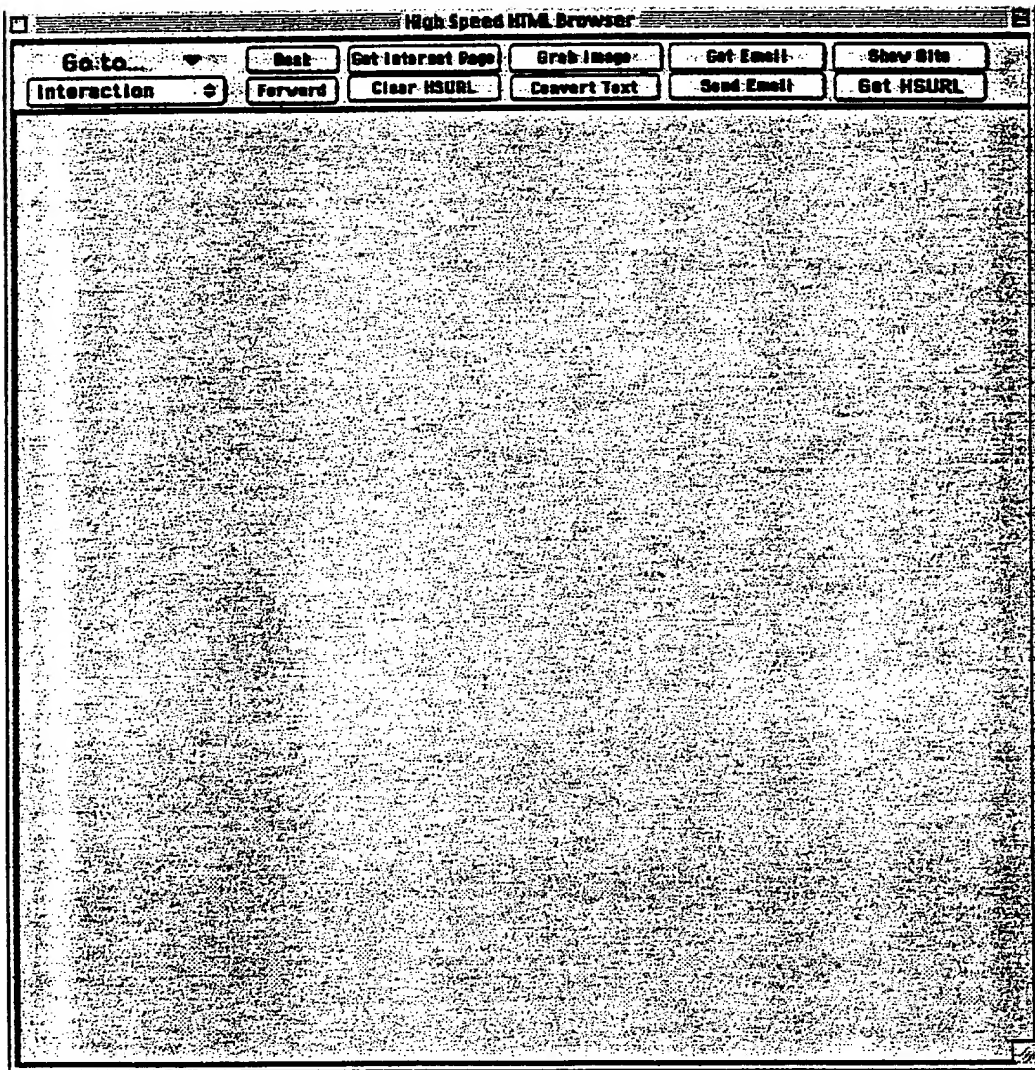 High Speed HTML Browser
Go to... Back Get Internet Page Grab Image Get Email Show Site
Interaction Forward Clear HSURL Convert Text Send Email Get HSURL